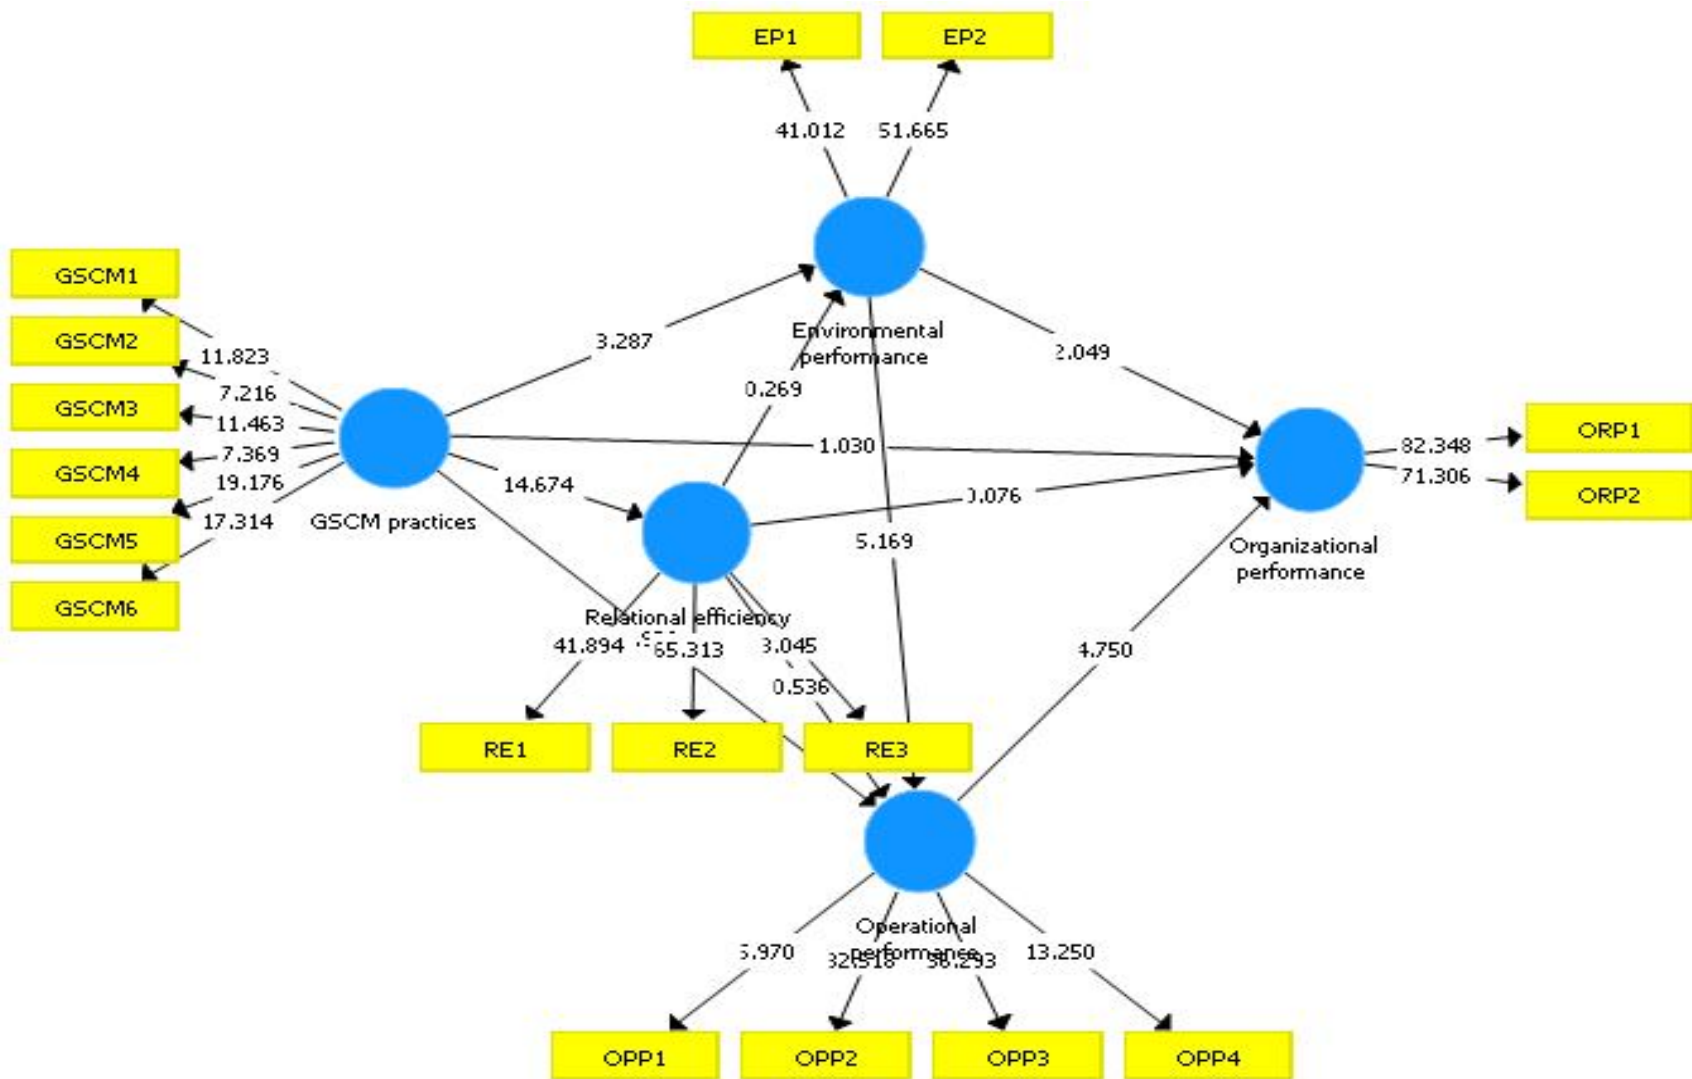 EP1
EP2
41.012
51.665
GSCM1
GSCM2
GSCM3
GSCM4
GSCM5
GSCM6
11.823
7.216
11.463
7.369
19.176
17.314
GSCM practices
3.287
Environmental
performance
2.049
0.269
1.030
14.674
5.169
82.348
71.306
ORP1
ORP2
Organizational
performance
Relational efficiency
41.894
65.313
0.536
4.750
RE1
RE2
RE3
Operational
performance
13.250
OPP1
OPP2
OPP3
OPP4